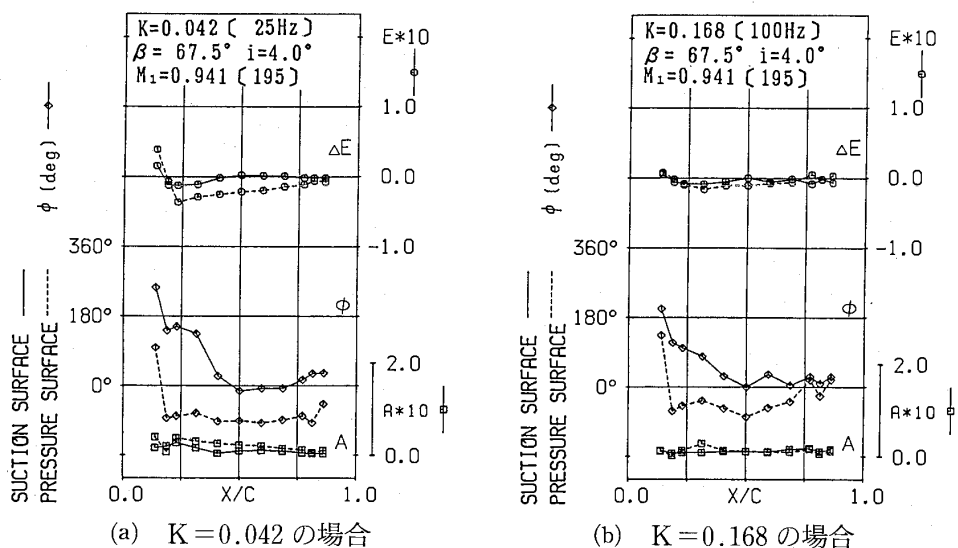 K=0.042 [ 25Hz]
β= 67.5° i=4.0°
M₁=0.941 [195]
E*10
1.0
ΔE
0.0
-1.0
φ (deg)
360°
φ
180°
0°
2.0
A*10
A
0.0
SUCTION SURFACE
PRESSURE SURFACE
0.0
X/C
1.0
(a) K=0.042 の場合
K=0.168 [100Hz]
β= 67.5° i=4.0°
M₁=0.941 [195]
E*10
1.0
ΔE
0.0
-1.0
φ (deg)
360°
φ
180°
0°
2.0
A*10
A
0.0
SUCTION SURFACE
PRESSURE SURFACE
0.0
X/C
1.0
(b) K=0.168 の場合